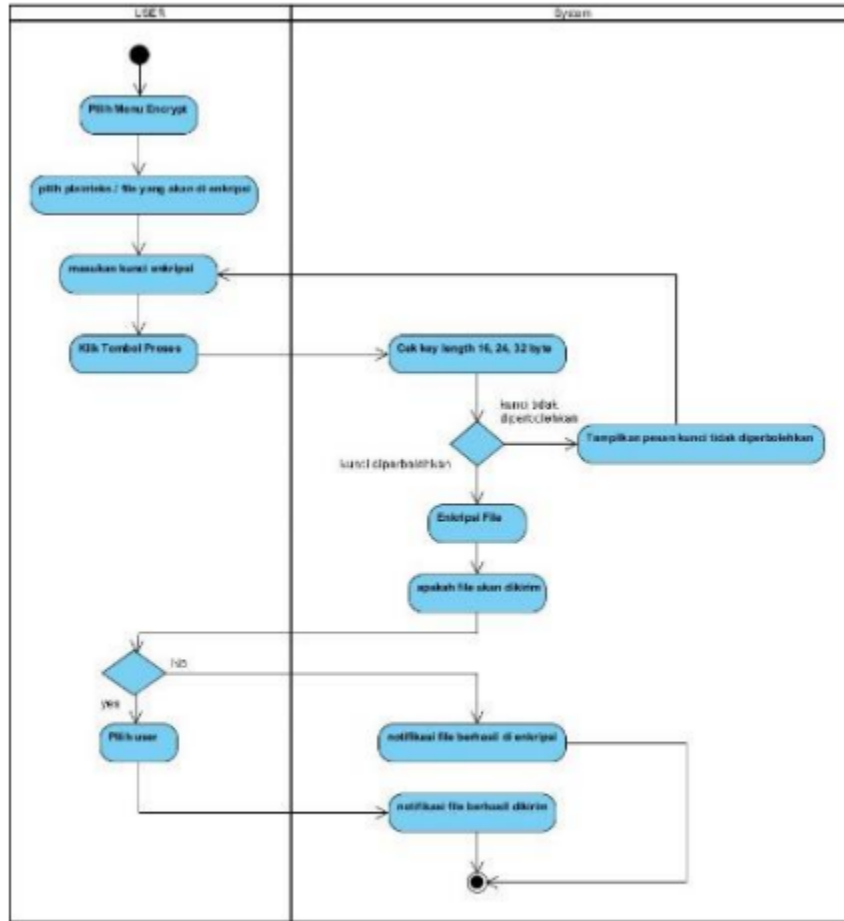 USER
System
Pilih Menu Encrypt
pilih plainteks / file yang akan di enkripsi
masukan kunci enkripsi
Klik Tombol Proses
Cek key length 16, 24, 32 byte
kunci tidak
diperbolehkan
Tampilkan pesan kunci tidak diperbolehkan
kunci diperbolehkan
Enkripsi File
apakah file akan dikirim
No
yes
Pilih user
notifikasi file berhasil di enkripsi
notifikasi file berhasil dikirim